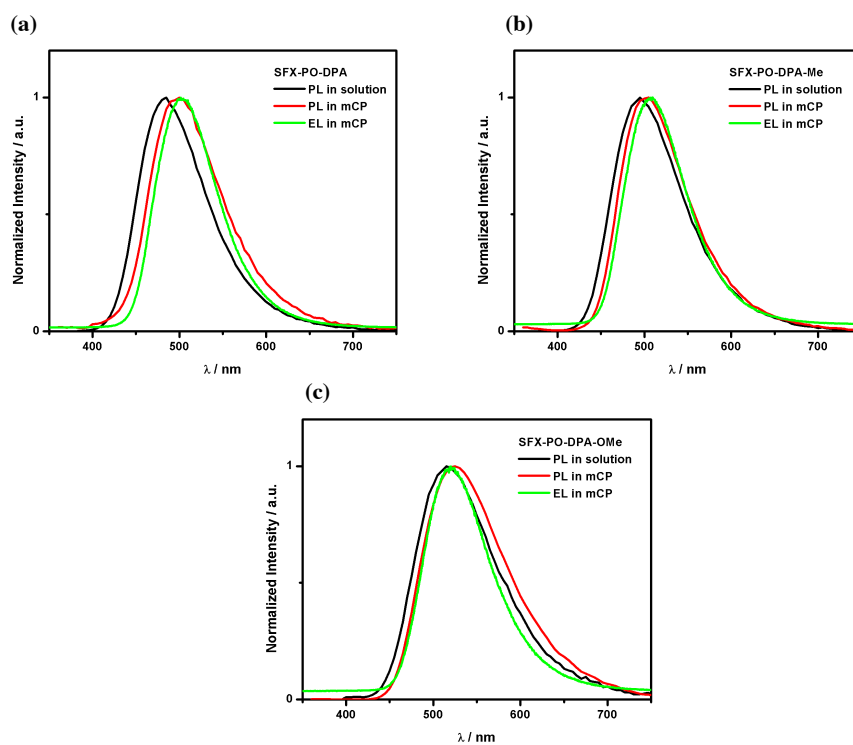 (a)
SFX-PO-DPA
PL in solution
PL in mCP
EL in mCP
Normalized Intensity / a.u.
1
0
400 500 600 700
λ / nm
(b)
SFX-PO-DPA-Me
PL in solution
PL in mCP
EL in mCP
Normalized Intensity / a.u.
1
0
400 500 600 700
λ / nm
(c)
SFX-PO-DPA-OMe
PL in solution
PL in mCP
EL in mCP
Normalized Intensity / a.u.
1
0
400 500 600 700
λ / nm